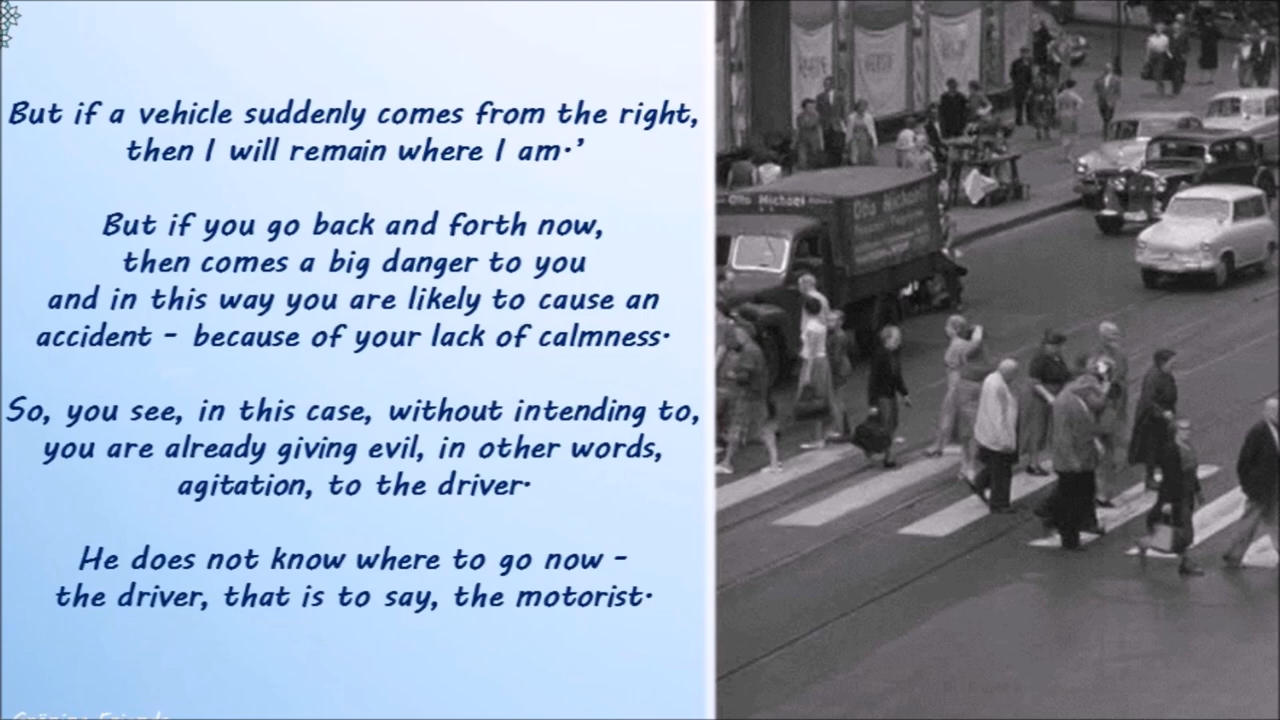 But if a vehicle suddenly comes from the right,
then I will remain where I am.’
But if you go back and forth now,
then comes a big danger to you
and in this way you are likely to cause an
accident - because of your lack of calmness.
So, you see, in this case, without intending to,
you are already giving evil, in other words,
agitation, to the driver.
He does not know where to go now -
the driver, that is to say, the motorist.
Otto Michael
Otto Michael